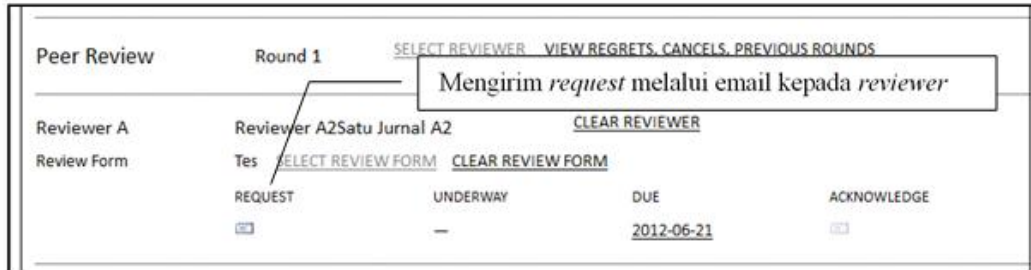 Peer Review Round 1 SELECT REVIEWER VIEW REGRETS, CANCELS, PREVIOUS ROUNDS
Mengirim request melalui email kepada reviewer
Reviewer A Reviewer A2Satu Jurnal A2 CLEAR REVIEWER
Review Form Tes SELECT REVIEW FORM CLEAR REVIEW FORM
REQUEST UNDERWAY DUE ACKNOWLEDGE
— 2012-06-21